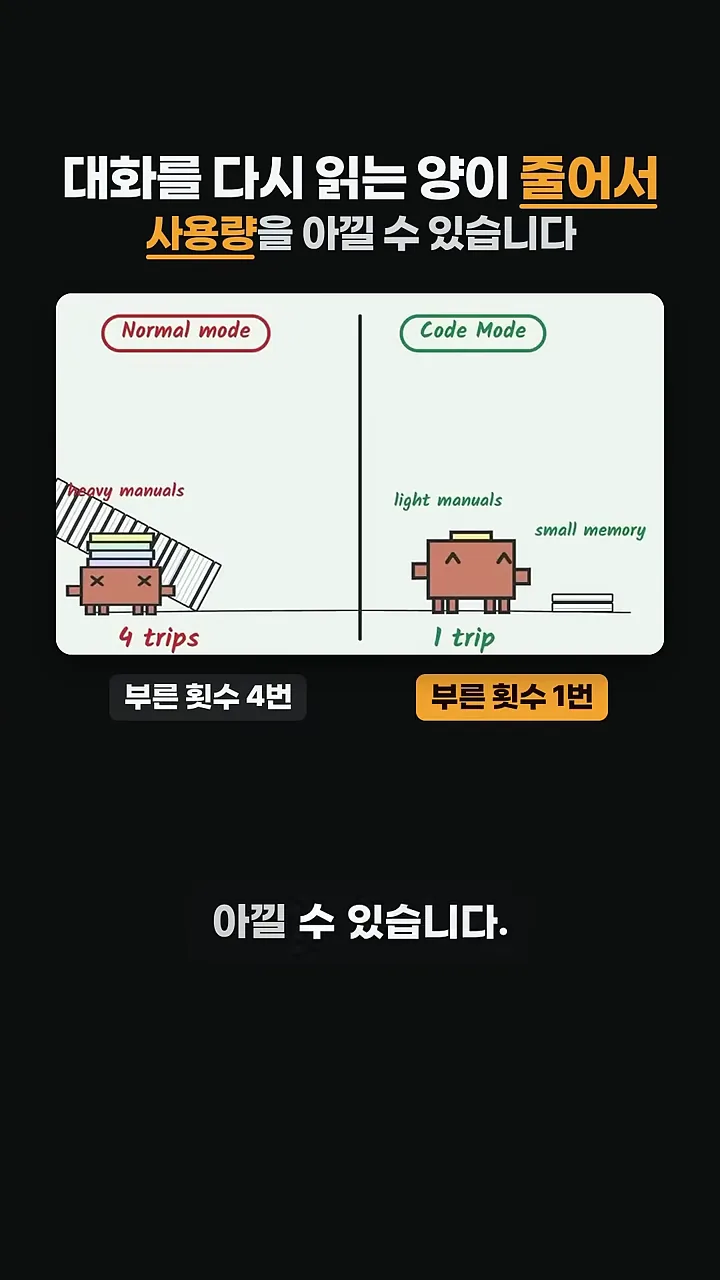 대화를 다시 읽는 양이 줄어서
사용량을 아낄 수 있습니다
Normal mode
Code Mode
heavy manuals
light manuals
small memory
4 trips
1 trip
부른 횟수 4번
부른 횟수 1번
아낄 수 있습니다.